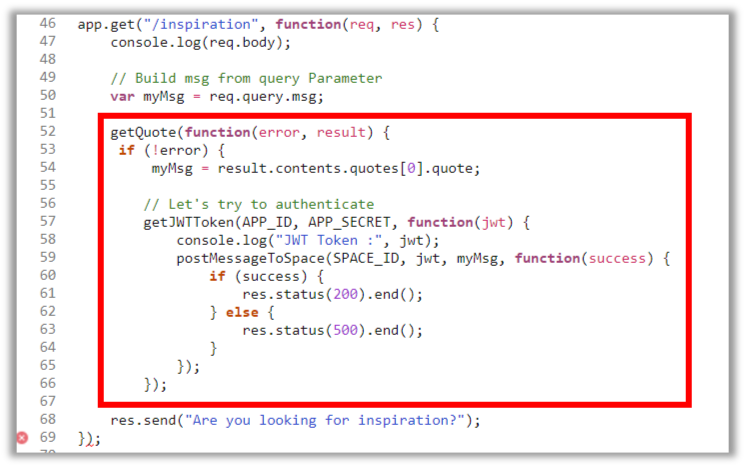 46 app.get("/inspiration", function(req, res) {
47     console.log(req.body);
48
49     // Build msg from query Parameter
50     var myMsg = req.query.msg;
51
52     getQuote(function(error, result) {
53      if (!error) {
54          myMsg = result.contents.quotes[0].quote;
55
56         // Let's try to authenticate
57         getJWTToken(APP_ID, APP_SECRET, function(jwt) {
58             console.log("JWT Token :", jwt);
59             postMessageToSpace(SPACE_ID, jwt, myMsg, function(success) {
60                 if (success) {
61                     res.status(200).end();
62                 } else {
63                     res.status(500).end();
64                 }
65             });
66         });
67
68     res.send("Are you looking for inspiration?");
69 });